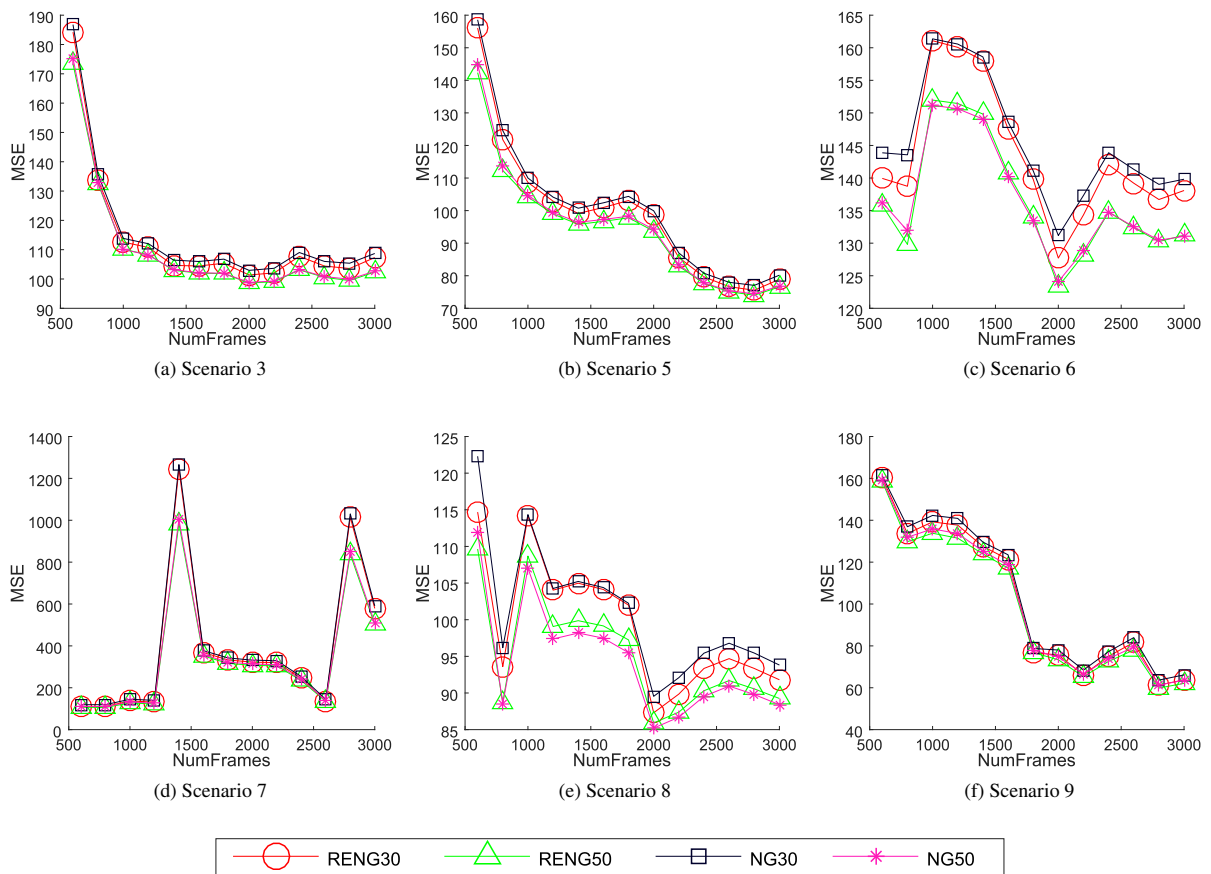 190
180
170
160
150
140
130
120
110
100
90
MSE
500 1000 1500 2000 2500 3000
NumFrames
(a) Scenario 3
160
150
140
130
120
110
100
90
80
70
MSE
500 1000 1500 2000 2500 3000
NumFrames
(b) Scenario 5
165
160
155
150
145
140
135
130
125
120
MSE
500 1000 1500 2000 2500 3000
NumFrames
(c) Scenario 6
1400
1200
1000
800
600
400
200
0
MSE
500 1000 1500 2000 2500 3000
NumFrames
(d) Scenario 7
125
120
115
110
105
100
95
90
85
MSE
500 1000 1500 2000 2500 3000
NumFrames
(e) Scenario 8
180
160
140
120
100
80
60
40
MSE
500 1000 1500 2000 2500 3000
NumFrames
(f) Scenario 9
RENG30 RENG50 NG30 NG50